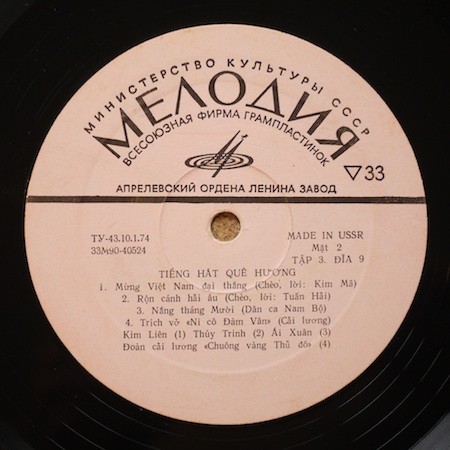 МИНИСТЕРСТВО КУЛЬТУРЫ СССР
МЕЛОДИЯ
ВСЕСОЮЗНАЯ ФИРМА ГРАМПЛАСТИНОК
▽33
АПРЕЛЕВСКИЙ ОРДЕНА ЛЕНИНА ЗАВОД
ТУ-43.10.1.74
33М90-40524
MADE IN USSR
Mặt 2
TẬP 3. ĐĨA 9
TIẾNG HÁT QUÊ HƯƠNG
1. Mừng Việt Nam đại thắng (Chèo, lời: Kim Mã)
2. Rộn cánh hải âu (Chèo, lời: Tuấn Hải)
3. Nắng tháng Mười (Dân ca Nam Bộ)
4. Trịch vở «Ni cô Đàm Vân» (Cải lương)
Kim Liên (1) Thúy Trinh (2) Ái Xuân (3)
Đoàn cải lương «Chuông vàng Thủ đô» (4)